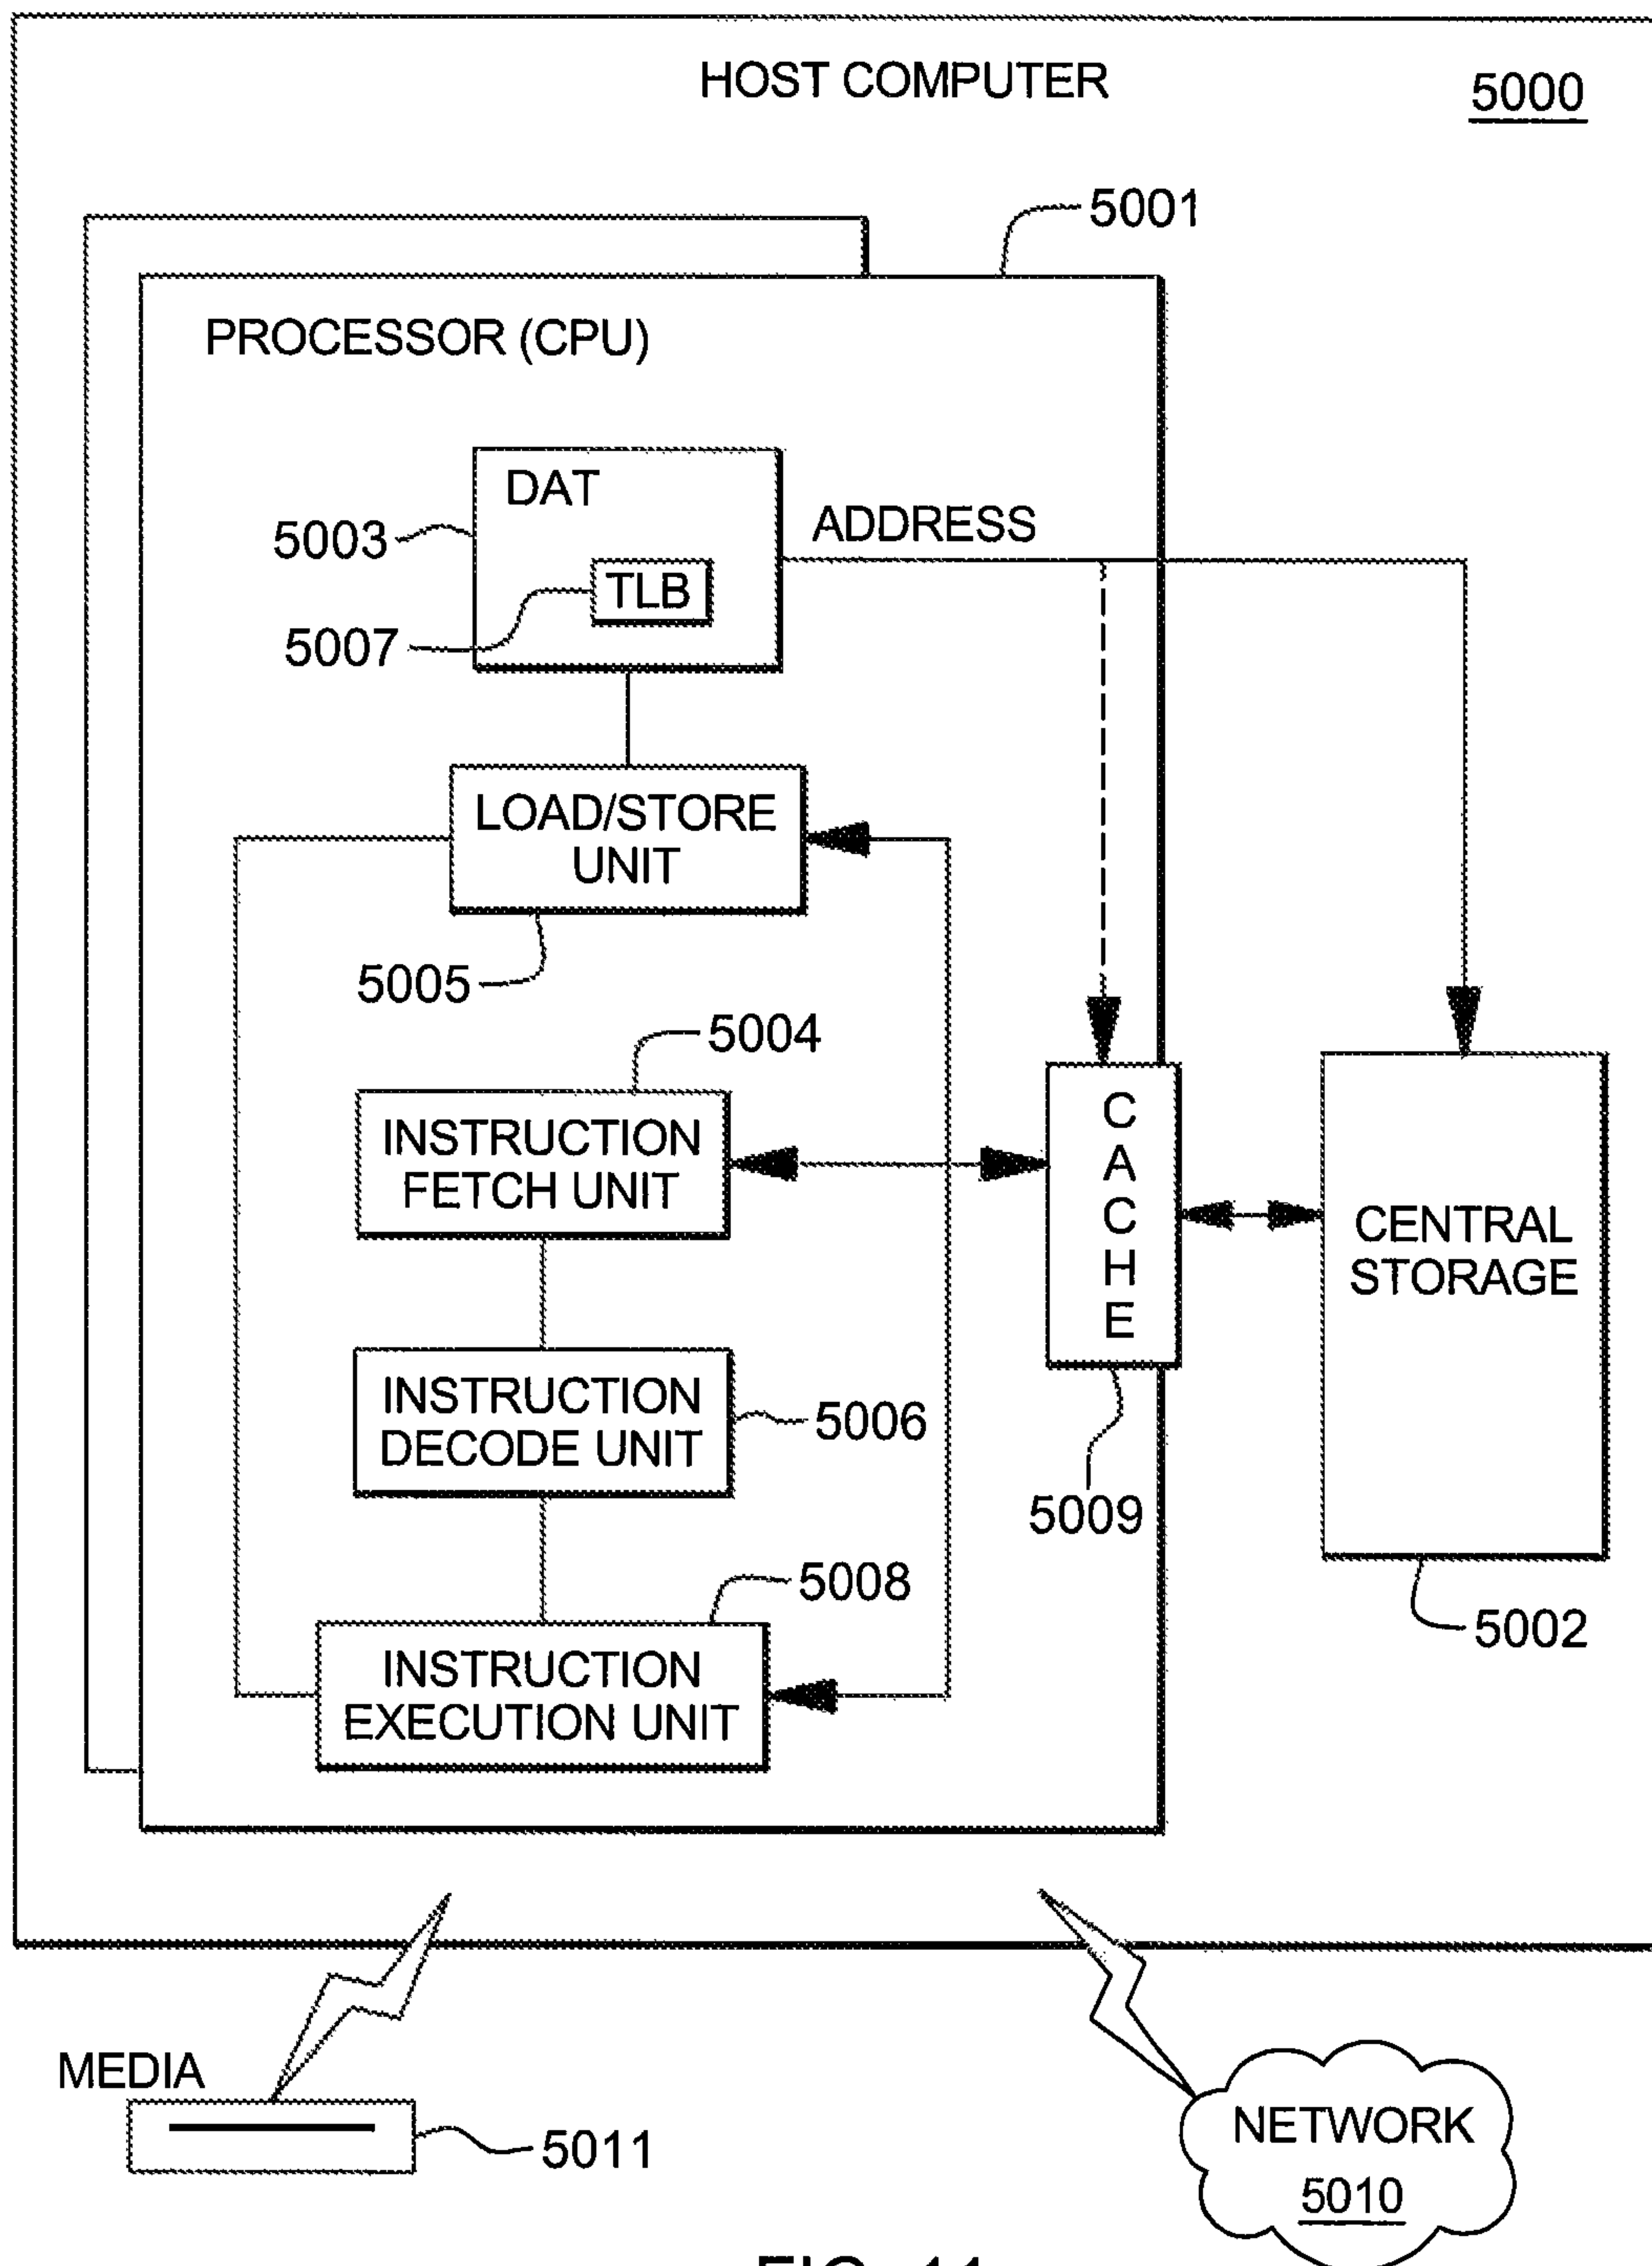 HOST COMPUTER
5000
5001
PROCESSOR (CPU)
DAT
5003
ADDRESS
TLB
5007
LOAD/STORE
UNIT
5005
5004
INSTRUCTION
FETCH UNIT
CACHE
CENTRAL
STORAGE
INSTRUCTION
DECODE UNIT
5006
5009
5008
5002
INSTRUCTION
EXECUTION UNIT
MEDIA
5011
NETWORK
5010